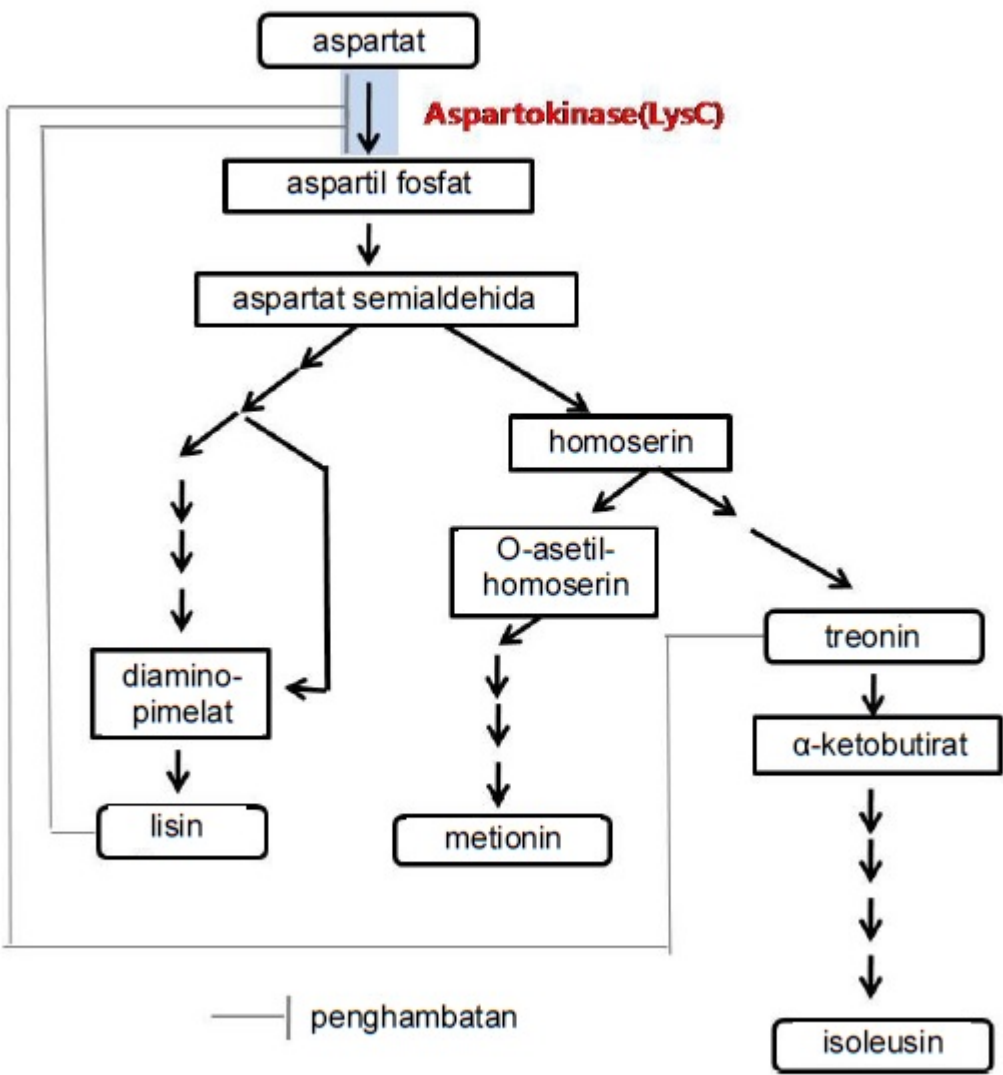 aspartat
Aspartokinase(LysC)
aspartil fosfat
aspartat semialdehida
homoserin
O-asetil-
homoserin
treonin
diamino-
pimelat
α-ketobutirat
lisin
metionin
penghambatan
isoleusin